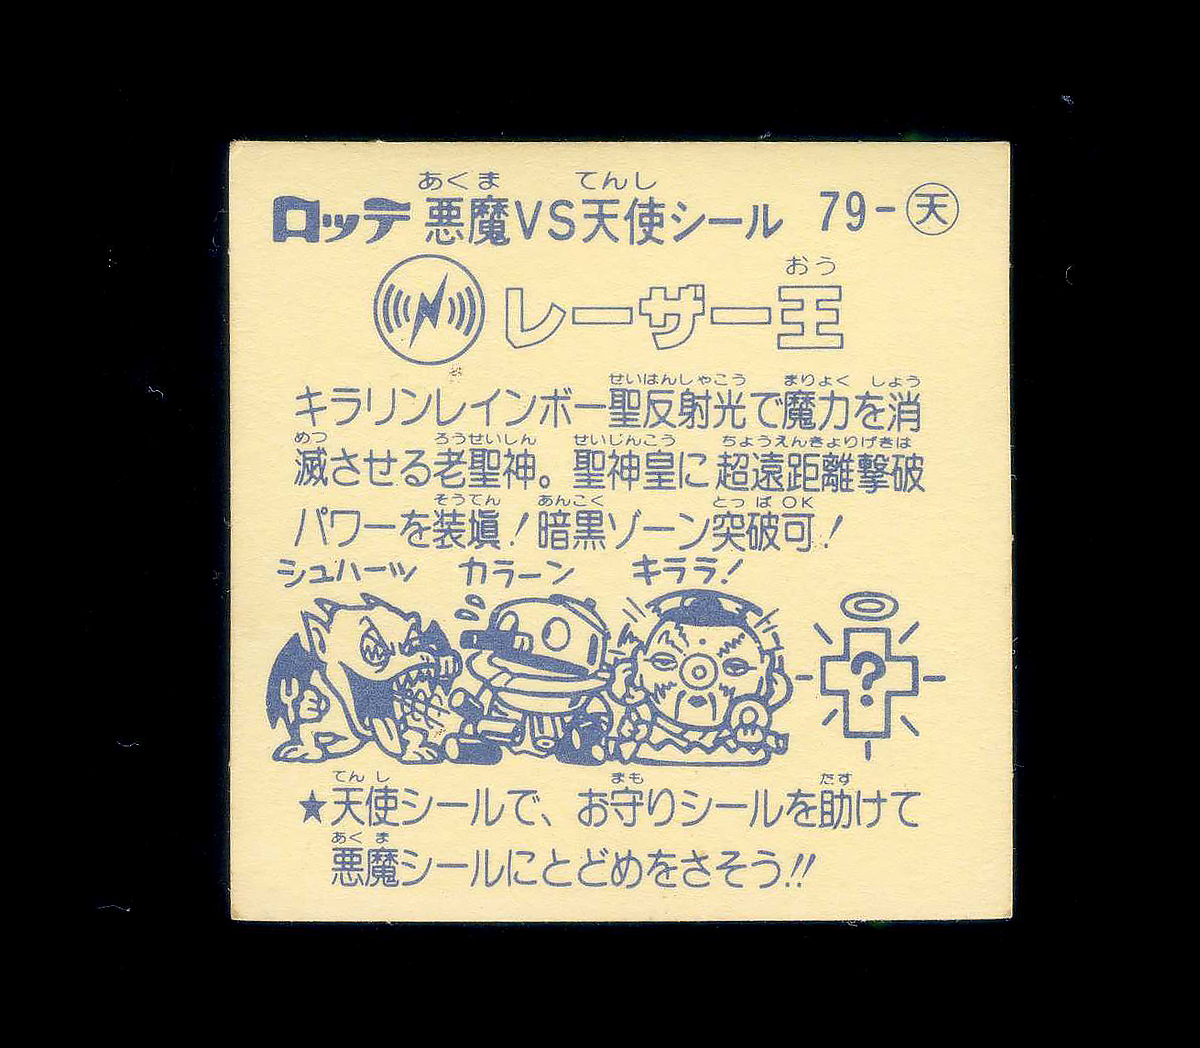 あくま てんし
ロッテ 悪魔VS天使シール 79-天
おう
レーザー王
せいはんしゃこう まりょく しょう
キラリンレインボー聖反射光で魔力を消
めつ ろうせいしん せいじんこう ちょうえんきょりげきは
滅させる老聖神。聖神皇に超遠距離撃破
そうてん あんこく とっぱOK
パワーを装塡!暗黒ゾーン突破可!
シュハーッ カラーン キララ!
?
てんし まも たす
★天使シールで、お守りシールを助けて
あくま
悪魔シールにとどめをさそう!!